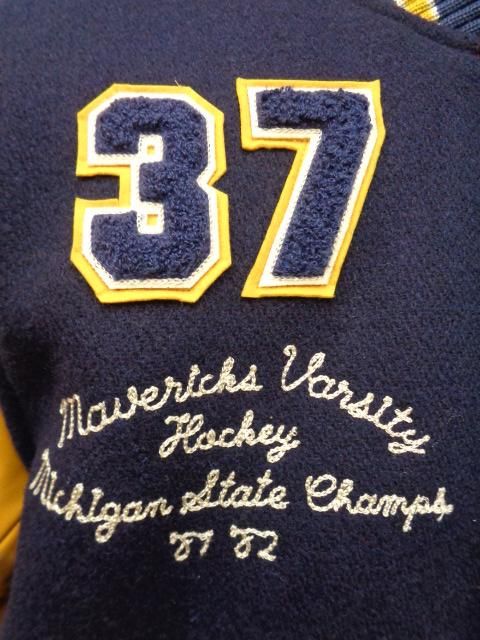 37
Mavericks Varsity
Hockey
Michigan State Champs
'81 '82